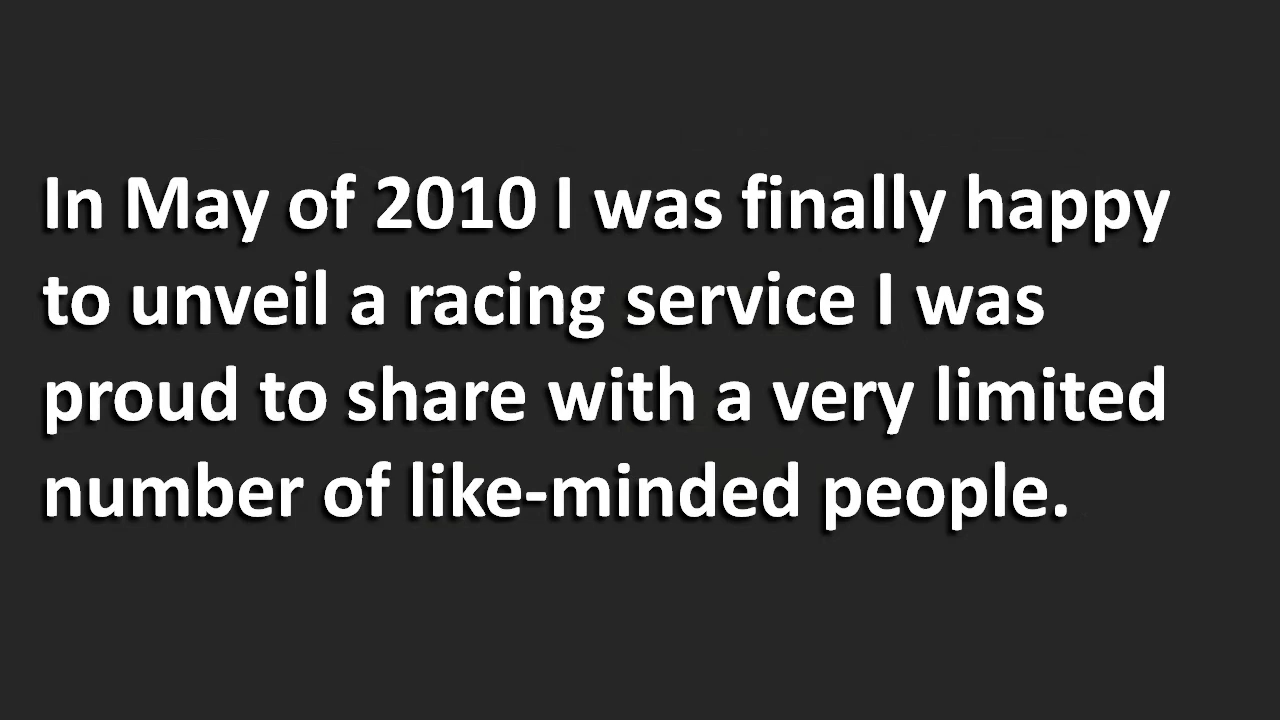 In May of 2010 I was finally happy
to unveil a racing service I was
proud to share with a very limited
number of like-minded people.